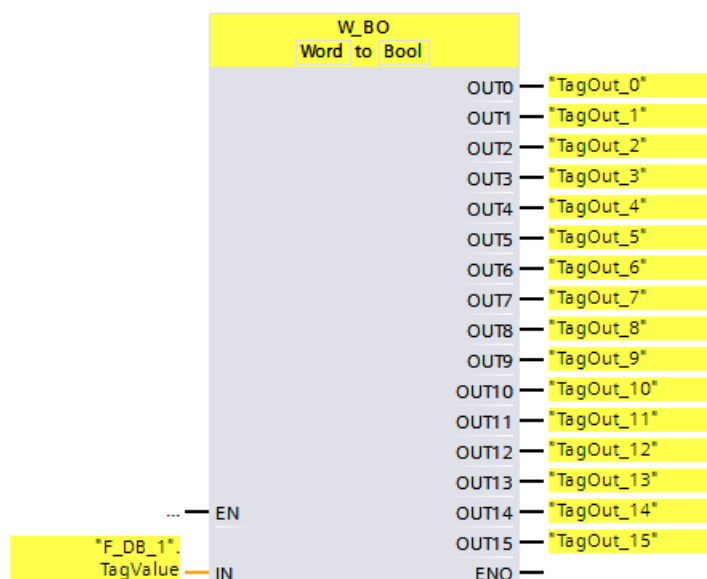 W_BO
Word to Bool
OUT0 "TagOut_0"
OUT1 "TagOut_1"
OUT2 "TagOut_2"
OUT3 "TagOut_3"
OUT4 "TagOut_4"
OUT5 "TagOut_5"
OUT6 "TagOut_6"
OUT7 "TagOut_7"
OUT8 "TagOut_8"
OUT9 "TagOut_9"
OUT10 "TagOut_10"
OUT11 "TagOut_11"
OUT12 "TagOut_12"
OUT13 "TagOut_13"
... EN OUT14 "TagOut_14"
"F_DB_1". OUT15 "TagOut_15"
TagValue IN ENO